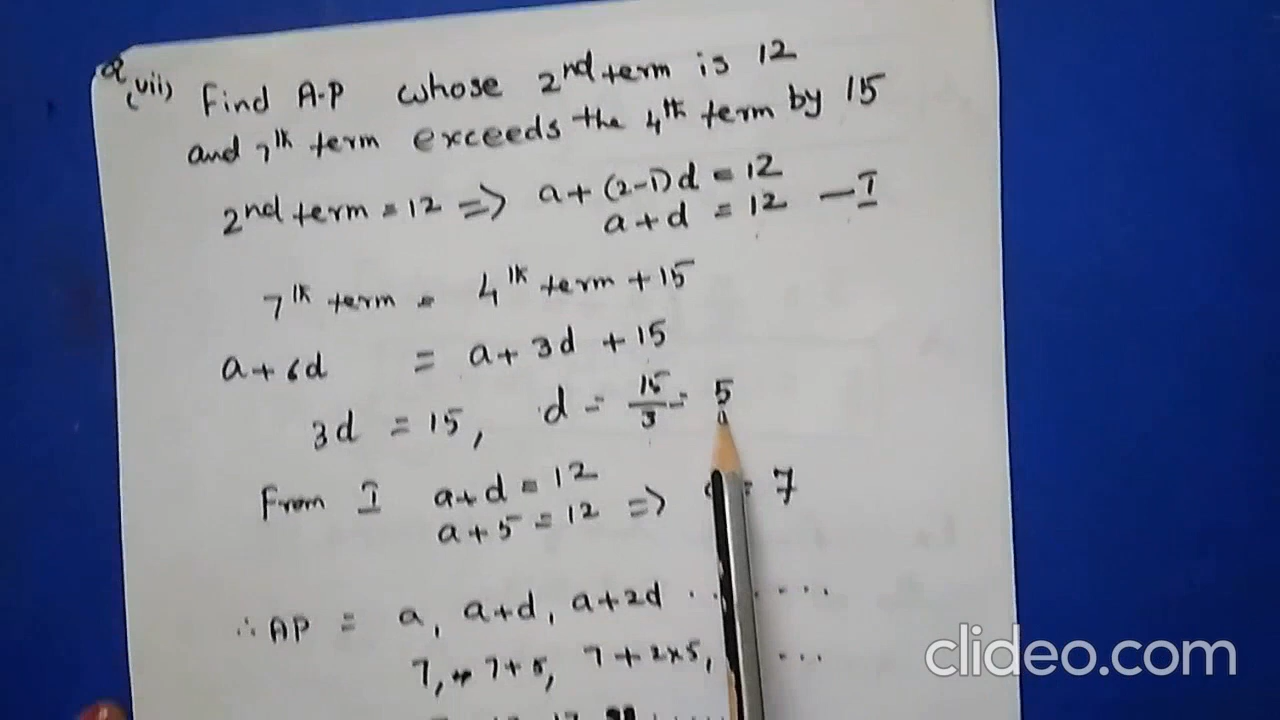 Q (vii) Find A.P whose 2nd term is 12
and 7th term exceeds the 4th term by 15
2nd term = 12 => a + (2-1)d = 12
a + d = 12 — I
7th term = 4th term + 15
a + 6d = a + 3d + 15
3d = 15, d = 15/3 = 5
From I a+d = 12
a + 5 = 12 => = 7
∴ AP = a, a+d, a+2d .......
7, 7+5, 7+2x5, ...
clideo.com